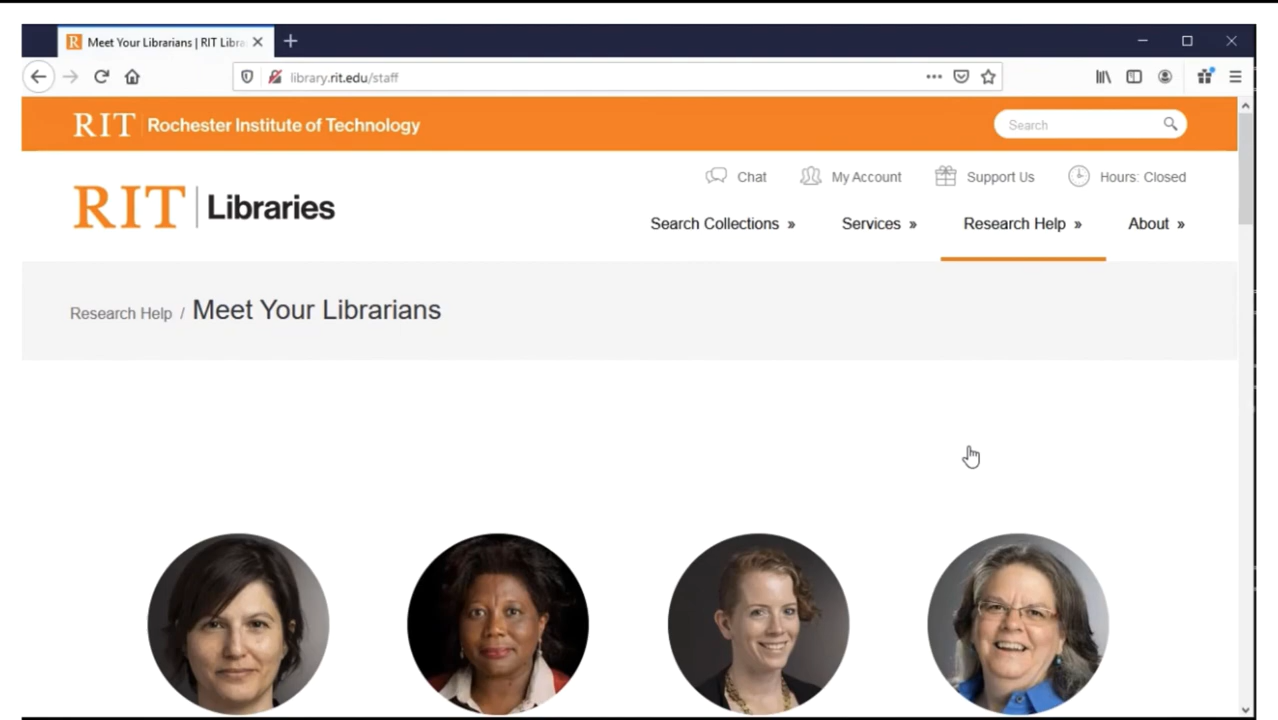 Meet Your Librarians | RIT Libra
library.rit.edu/staff
RIT Rochester Institute of Technology
Search
Chat My Account Support Us Hours: Closed
RIT Libraries
Search Collections » Services » Research Help » About »
Research Help / Meet Your Librarians